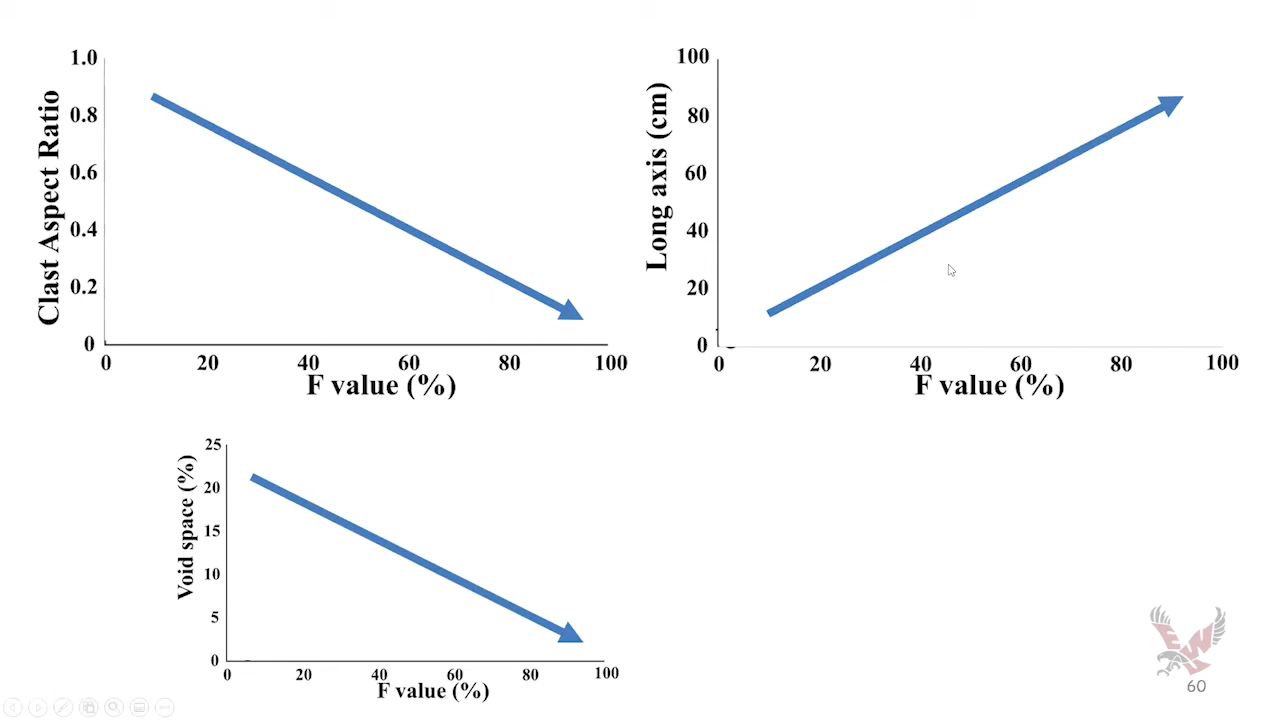 1.0
0.8
0.6
0.4
0.2
0
Clast Aspect Ratio
0 20 40 60 80 100
F value (%)
100
80
60
40
20
0
Long axis (cm)
0 20 40 60 80 100
F value (%)
25
20
15
10
5
0
Void space (%)
0 20 40 60 80 100
F value (%)
EW
60